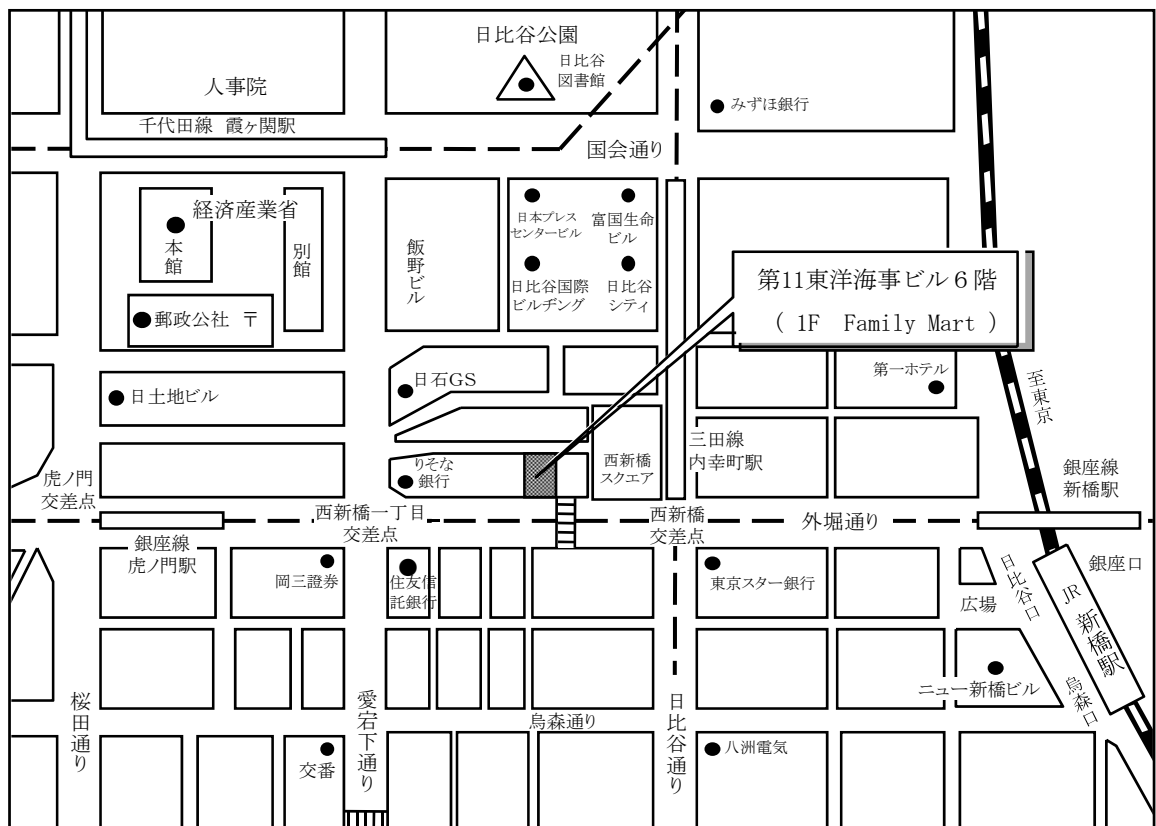 日比谷公園
日比谷
図書館
人事院
みずほ銀行
千代田線 霞ヶ関駅
国会通り
経済産業省
本館
別館
郵政公社 〒
飯野ビル
日本プレス
センタービル
富国生命
ビル
日比谷国際
ビルヂング
日比谷
シティ
第11東洋海事ビル6階
( 1F Family Mart )
日土地ビル
日石GS
第一ホテル
至東京
りそな
銀行
西新橋
スクエア
三田線
内幸町駅
虎ノ門
交差点
銀座線
新橋駅
西新橋一丁目
交差点
西新橋
交差点
外堀通り
銀座線
虎ノ門駅
岡三證券
住友信
託銀行
東京スター銀行
広場
日比谷口
銀座口
JR 新橋駅
ニュー新橋ビル
烏森口
桜田通り
愛宕下通り
烏森通り
日比谷通り
交番
八洲電気